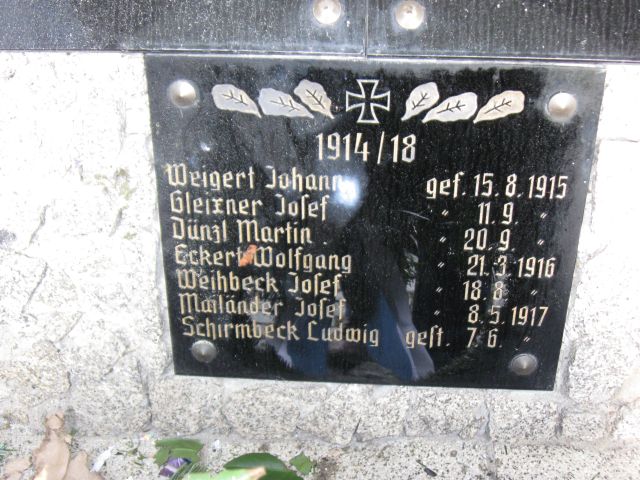 1914/18
Weigert Johann gef. 15. 8. 1915
Gleixner Josef " 11. 9. "
Dünzl Martin " 20. 9. "
Eckert Wolfgang " 21. 3. 1916
Weihbeck Josef " 18. 8. "
Mailänder Josef " 8. 5. 1917
Schirmbeck Ludwig gest. 7. 6. "